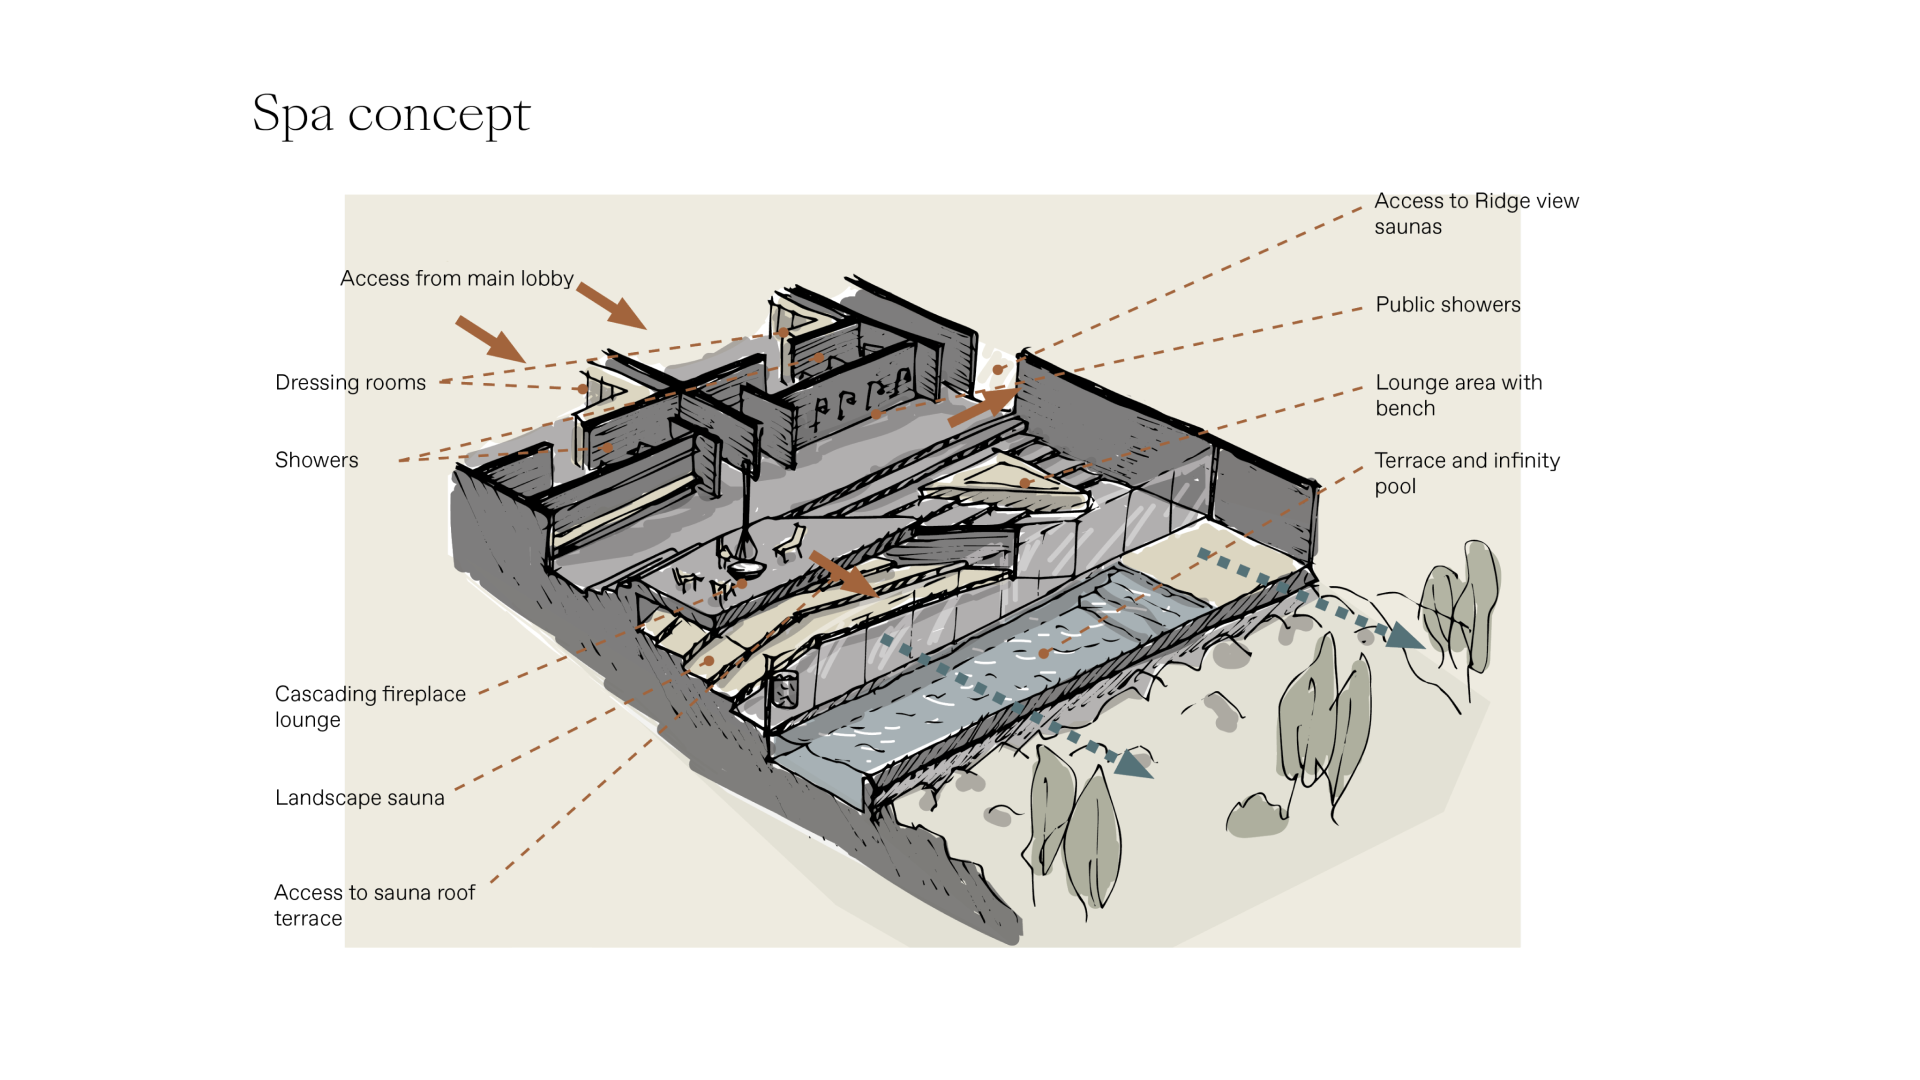 Spa concept
Access to Ridge view
saunas
Access from main lobby
Public showers
Dressing rooms
Lounge area with
bench
Showers
Terrace and infinity
pool
Cascading fireplace
lounge
Landscape sauna
Access to sauna roof
terrace